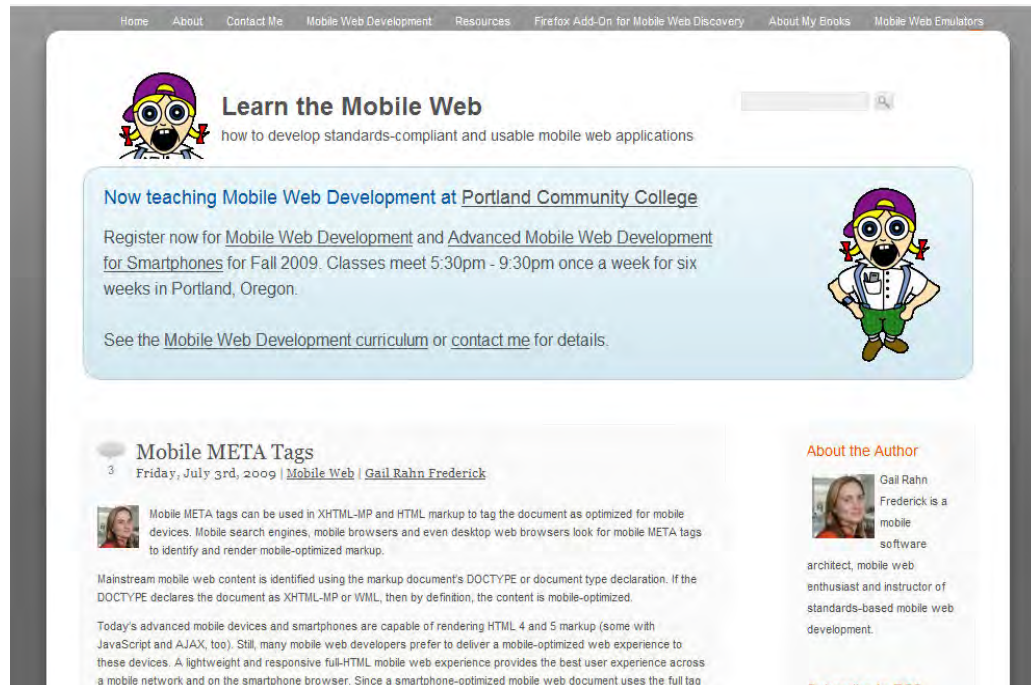 Home About Contact Me Mobile Web Development Resources Firefox Add-On for Mobile Web Discovery About My Books Mobile Web Emulators
Learn the Mobile Web
how to develop standards-compliant and usable mobile web applications
Now teaching Mobile Web Development at Portland Community College
Register now for Mobile Web Development and Advanced Mobile Web Development
for Smartphones for Fall 2009. Classes meet 5:30pm - 9:30pm once a week for six
weeks in Portland, Oregon.
See the Mobile Web Development curriculum or contact me for details.
3
Mobile META Tags
Friday, July 3rd, 2009 | Mobile Web | Gail Rahn Frederick
Mobile META tags can be used in XHTML-MP and HTML markup to tag the document as optimized for mobile
devices. Mobile search engines, mobile browsers and even desktop web browsers look for mobile META tags
to identify and render mobile-optimized markup.
Mainstream mobile web content is identified using the markup document's DOCTYPE or document type declaration. If the
DOCTYPE declares the document as XHTML-MP or WML, then by definition, the content is mobile-optimized.
Today's advanced mobile devices and smartphones are capable of rendering HTML 4 and 5 markup (some with
JavaScript and AJAX, too). Still, many mobile web developers prefer to deliver a mobile-optimized web experience to
these devices. A lightweight and responsive full-HTML mobile web experience provides the best user experience across
a mobile network and on the smartphone browser. Since a smartphone-optimized mobile web document uses the full tag
About the Author
Gail Rahn
Frederick is a
mobile
software
architect, mobile web
enthusiast and instructor of
standards-based mobile web
development.